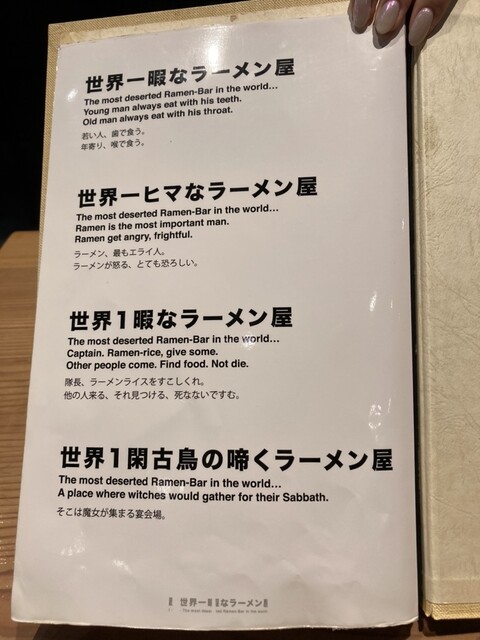 世界一暇なラーメン屋
The most deserted Ramen-Bar in the world...
Young man always eat with his teeth.
Old man always eat with his throat.
若い人、歯で食う。
年寄り、喉で食う。
世界一ヒマなラーメン屋
The most deserted Ramen-Bar in the world...
Ramen is the most important man.
Ramen get angry, frightful.
ラーメン、最もエライ人。
ラーメンが怒る、とても恐ろしい。
世界1暇なラーメン屋
The most deserted Ramen-Bar in the world...
Captain. Ramen-rice, give some.
Other people come. Find food. Not die.
隊長、ラーメンライスをすこしくれ。
他の人来る、それ見つける、死なないですむ。
世界1閑古鳥の啼くラーメン屋
The most deserted Ramen-Bar in the world...
A place where witches would gather for their Sabbath.
そこは魔女が集まる宴会場。
世界一 なラーメン
The most Ramen-Bar in the